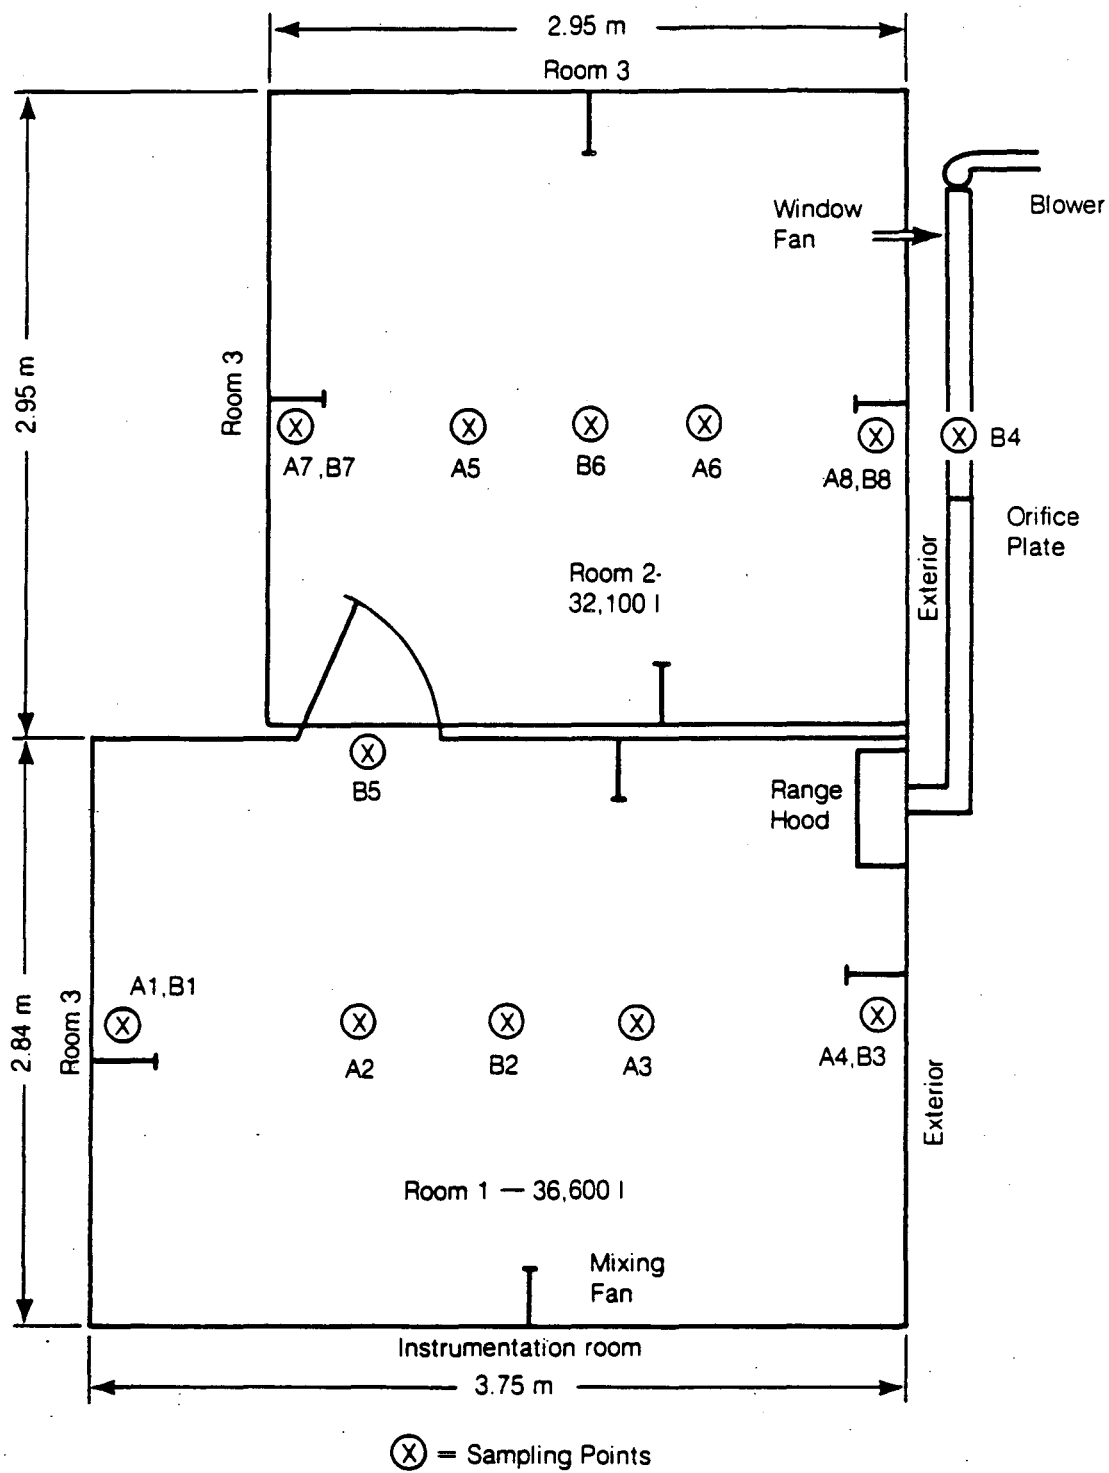 2.95 m
Room 3
Window
Fan
Blower
2.95 m
Room 3
A7,B7
A5
B6
A6
A8,B8
B4
Orifice
Plate
Exterior
Room 2-
32,100 l
B5
Range
Hood
2.84 m
Room 3
A1,B1
A2
B2
A3
A4,B3
Exterior
Room 1 — 36,600 l
Mixing
Fan
Instrumentation room
3.75 m
Ⓧ = Sampling Points